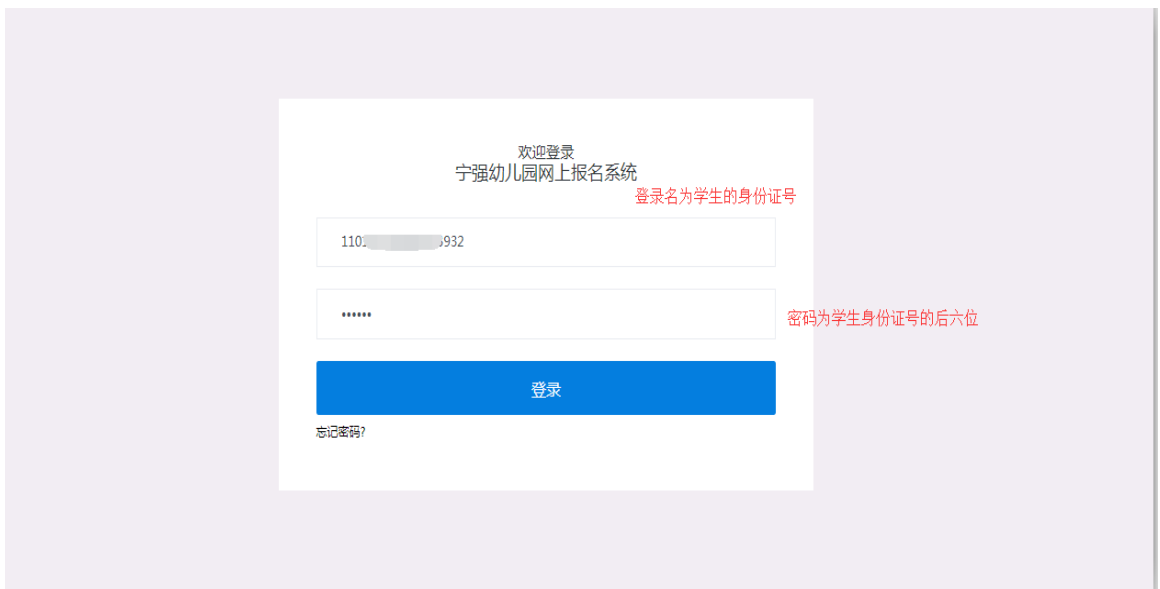 欢迎登录
宁强幼儿园网上报名系统
登录名为学生的身份证号
110 932
••••••
密码为学生身份证号的后六位
登录
忘记密码?